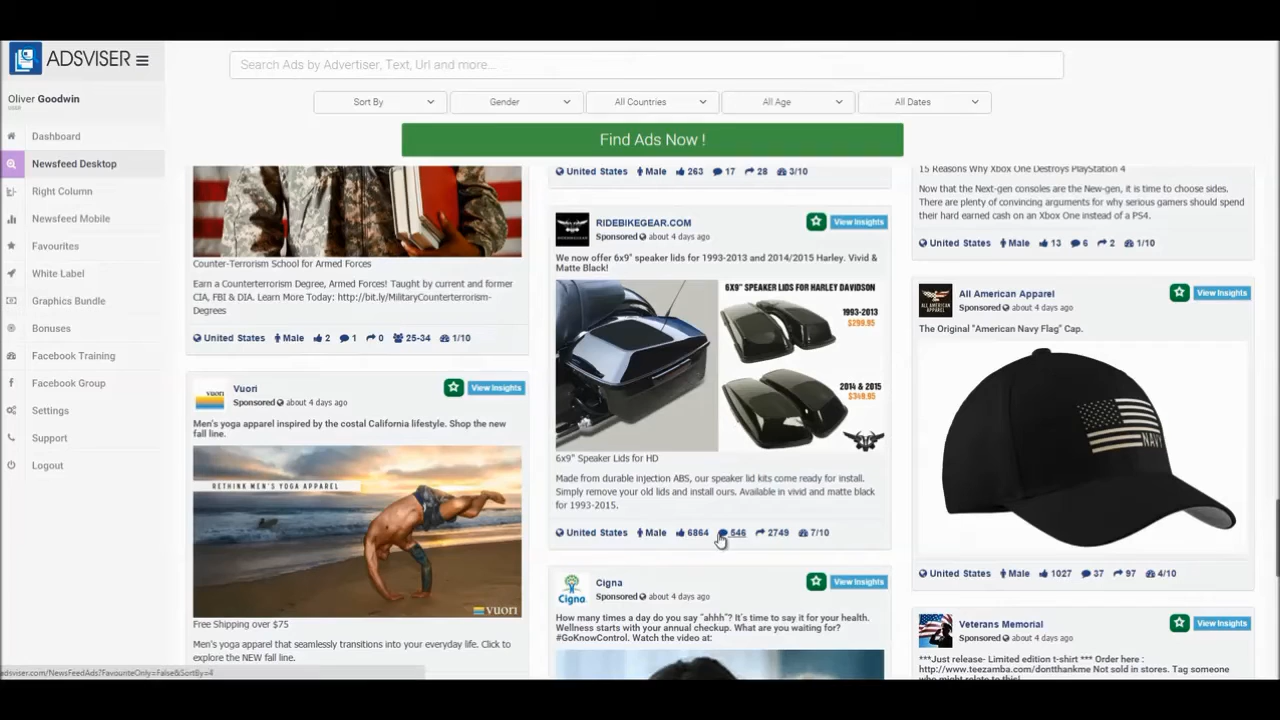 ADSVISER
Oliver Goodwin
USER
Dashboard
Newsfeed Desktop
Right Column
Newsfeed Mobile
Favourites
White Label
Graphics Bundle
Bonuses
Facebook Training
Facebook Group
Settings
Support
Logout
Search Ads by Advertiser, Text, Url and more...
Sort By
Gender
All Countries
All Age
All Dates
Find Ads Now !
Counter-Terrorism School for Armed Forces
Earn a Counterterrorism Degree, Armed Forces! Taught by current and former
CIA, FBI & DIA. Learn More Today: http://bit.ly/MilitaryCounterterrorism-
Degrees
United States Male 2 1 0 25-34 1/10
Vuori
View Insights
Sponsored about 4 days ago
Men's yoga apparel inspired by the costal California lifestyle. Shop the new
fall line.
RETHINK MEN'S YOGA APPAREL
vuori
Free Shipping over $75
Men's yoga apparel that seamlessly transitions into your everyday life. Click to
explore the NEW fall line.
United States Male 263 17 28 3/10
RIDEBIKEGEAR.COM
View Insights
Sponsored about 4 days ago
We now offer 6x9" speaker lids for 1993-2013 and 2014/2015 Harley. Vivid &
Matte Black!
6X9" SPEAKER LIDS FOR HARLEY DAVIDSON
1993-2013
$299.95
2014 & 2015
$349.95
6x9" Speaker Lids for HD
Made from durable injection ABS, our speaker lid kits come ready for install.
Simply remove your old lids and install ours. Available in vivid and matte black
for 1993-2015.
United States Male 6864 546 2749 7/10
Cigna
View Insights
Sponsored about 4 days ago
How many times a day do you say "ahhh"? It's time to say it for your health.
Wellness starts with your annual checkup. What are you waiting for?
#GoKnowControl. Watch the video at:
15 Reasons Why Xbox One Destroys PlayStation 4
Now that the Next-gen consoles are the New-gen, it is time to choose sides.
There are plenty of convincing arguments for why serious gamers should spend
their hard earned cash on an Xbox One instead of a PS4.
United States Male 13 6 2 1/10
All American Apparel
View Insights
Sponsored about 4 days ago
The Original "American Navy Flag" Cap.
NAVY
United States Male 1027 37 97 4/10
Veterans Memorial
View Insights
Sponsored about 4 days ago
***Just release- Limited edition t-shirt *** Order here :
http://www.teezamba.com/dontthankme Not sold in stores. Tag someone
who might relate to this!
adsviser.com/NewsFeedAds?FavouriteOnly=False&SortBy=4